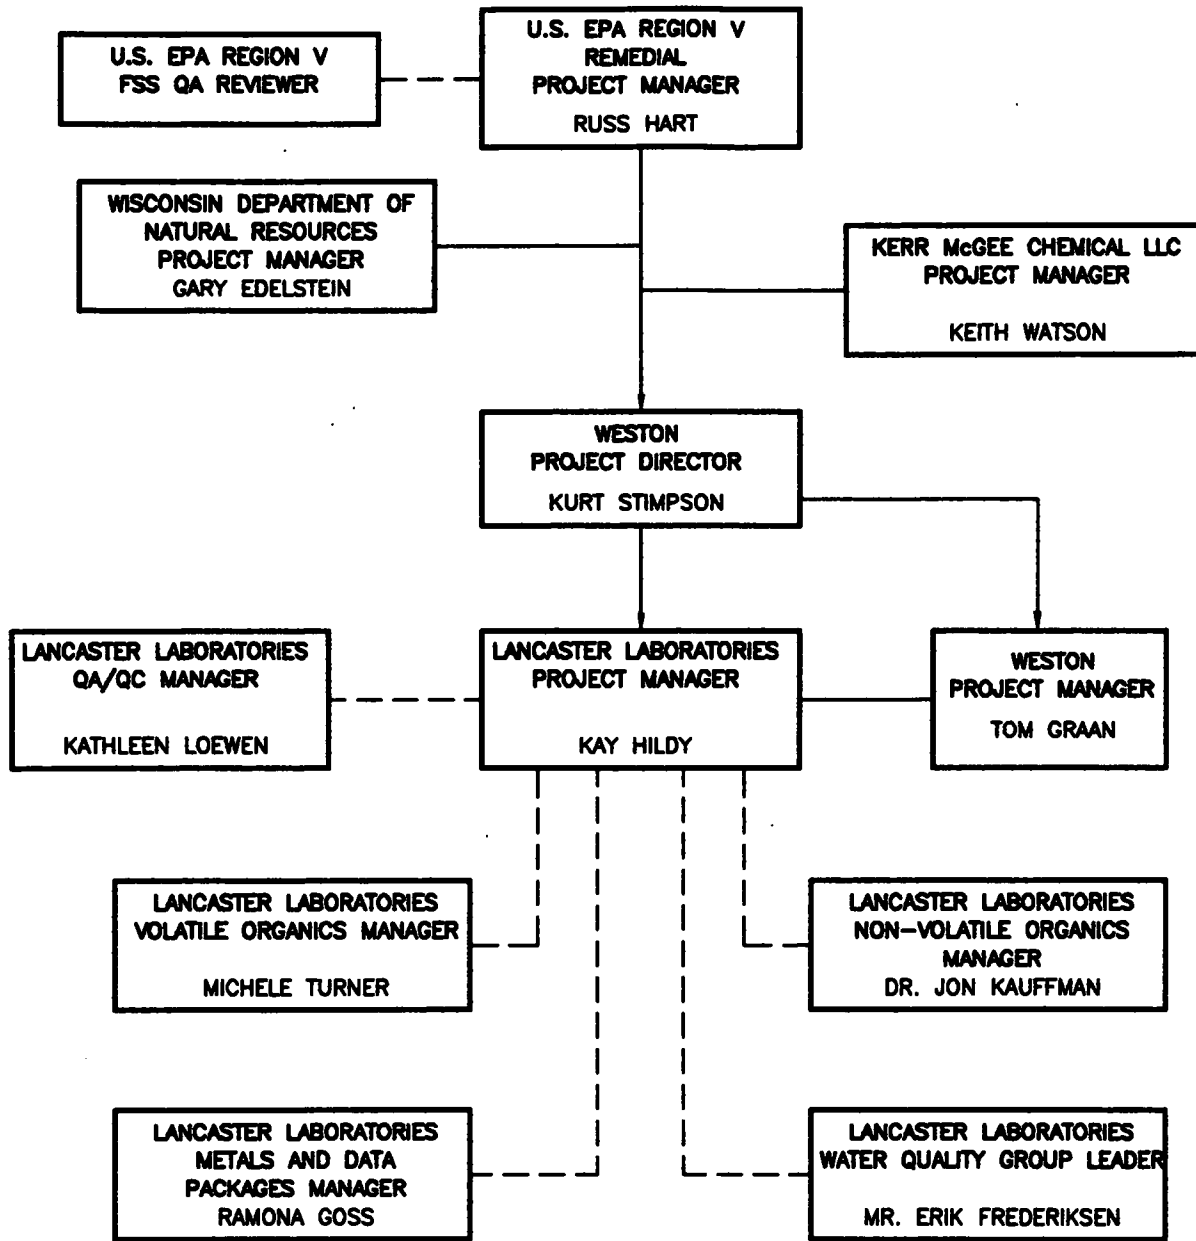 U.S. EPA REGION V
FSS QA REVIEWER
U.S. EPA REGION V
REMEDIAL
PROJECT MANAGER
RUSS HART
WISCONSIN DEPARTMENT OF
NATURAL RESOURCES
PROJECT MANAGER
GARY EDELSTEIN
KERR McGEE CHEMICAL LLC
PROJECT MANAGER
KEITH WATSON
WESTON
PROJECT DIRECTOR
KURT STIMPSON
LANCASTER LABORATORIES
QA/QC MANAGER
KATHLEEN LOEWEN
LANCASTER LABORATORIES
PROJECT MANAGER
KAY HILDY
WESTON
PROJECT MANAGER
TOM GRAAN
LANCASTER LABORATORIES
VOLATILE ORGANICS MANAGER
MICHELE TURNER
LANCASTER LABORATORIES
NON-VOLATILE ORGANICS
MANAGER
DR. JON KAUFFMAN
LANCASTER LABORATORIES
METALS AND DATA
PACKAGES MANAGER
RAMONA GOSS
LANCASTER LABORATORIES
WATER QUALITY GROUP LEADER
MR. ERIK FREDERIKSEN